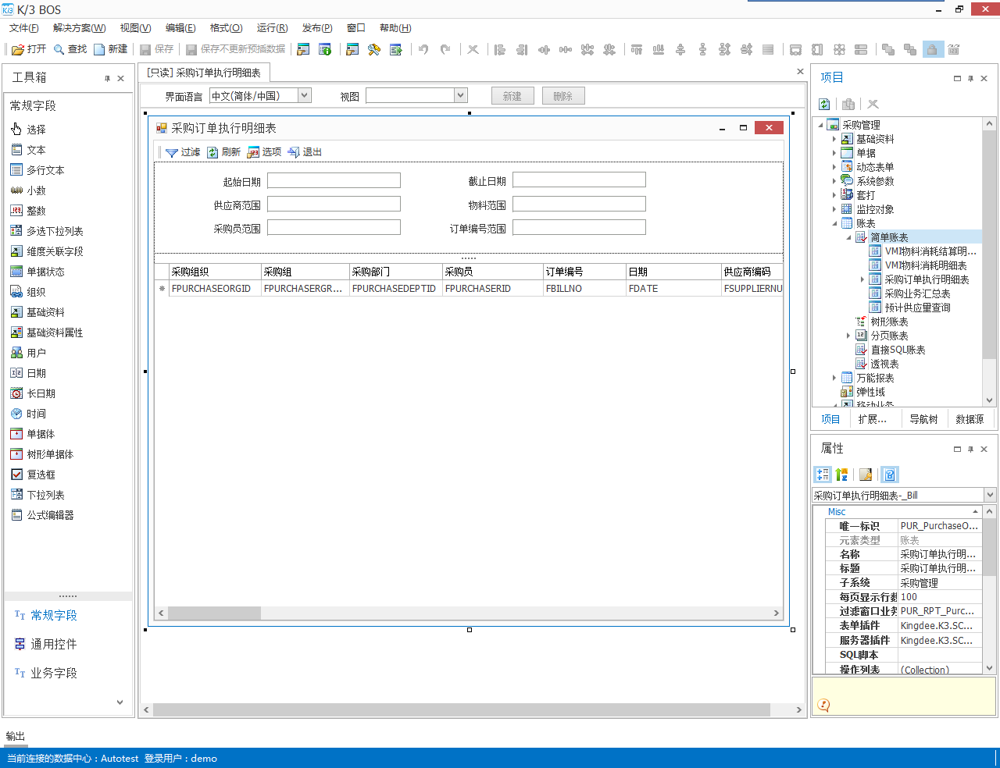 K/3 BOS
文件(F) 解决方案(W) 视图(V) 编辑(E) 格式(O) 运行(R) 发布(P) 窗口 帮助(H)
打开 查找 新建 保存 保存不更新预插数据
工具箱
常规字段
选择
文本
多行文本
小数
整数
多选下拉列表
维度关联字段
单据状态
组织
基础资料
基础资料属性
用户
日期
长日期
时间
单据体
树形单据体
复选框
下拉列表
公式编辑器
常规字段
通用控件
业务字段
[只读] 采购订单执行明细表
界面语言 中文(简体/中国) 视图 新建 删除
采购订单执行明细表
过滤 刷新 选项 退出
起始日期 截止日期
供应商范围 物料范围
采购员范围 订单编号范围
采购组织 采购组 采购部门 采购员 订单编号 日期 供应商编码
FPURCHASEORGID FPURCHASERGR... FPURCHASEDEPTID FPURCHASERID FBILLNO FDATE FSUPPLIERNU
项目
采购管理
基础资料
单据
动态表单
系统参数
套打
监控对象
账表
简单账表
VMI物料消耗结算明...
VMI物料消耗明细表
采购订单执行明细表
采购业务汇总表
预计供应量查询
树形账表
分页账表
直接SQL账表
透视表
万能报表
弹性域
移动业务
项目 扩展... 导航树 数据源
属性
采购订单执行明细表-_Bill
Misc
唯一标识 PUR_PurchaseO...
元素类型 账表
名称 采购订单执行明...
标题 采购订单执行明...
子系统 采购管理
每页显示行数 100
过滤窗口业务 PUR_RPT_Purc...
表单插件 Kingdee.K3.SC...
服务器插件 Kingdee.K3.SC...
SQL脚本
操作列表 (Collection)
输出
当前连接的数据中心：Autotest 登录用户：demo